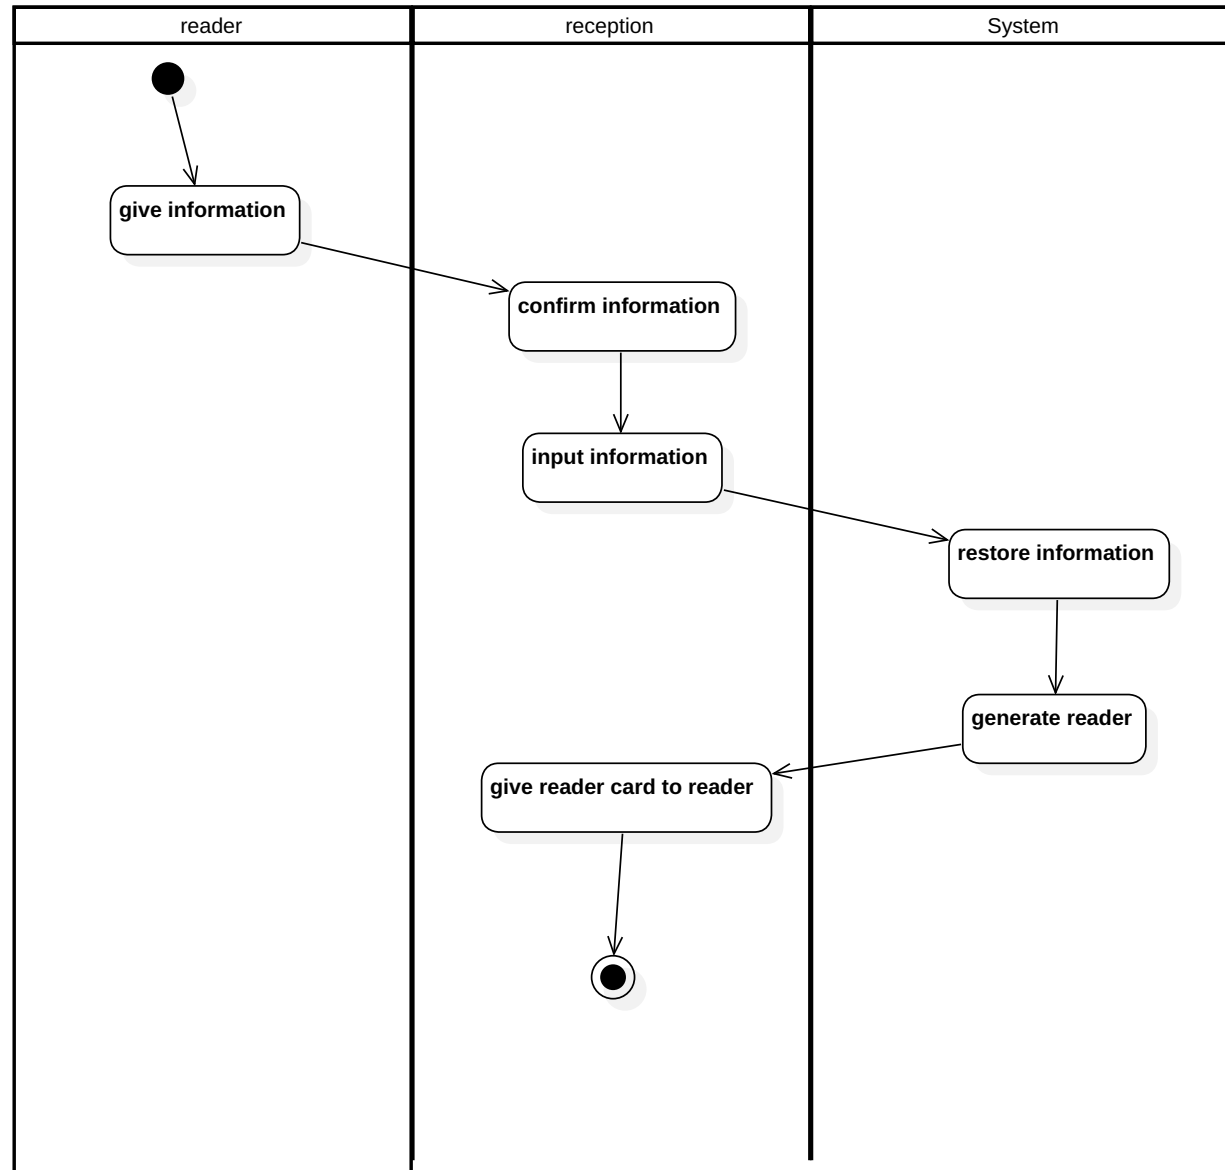 reader
reception
System
give information
confirm information
input information
restore information
generate reader
give reader card to reader